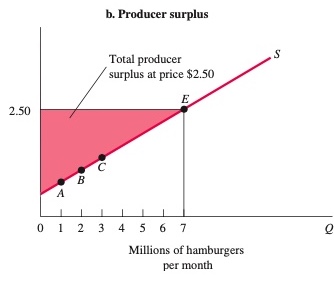 b. Producer surplus
Total producer
surplus at price $2.50
S
E
2.50
C
B
A
0 1 2 3 4 5 6 7 Q
Millions of hamburgers
per month